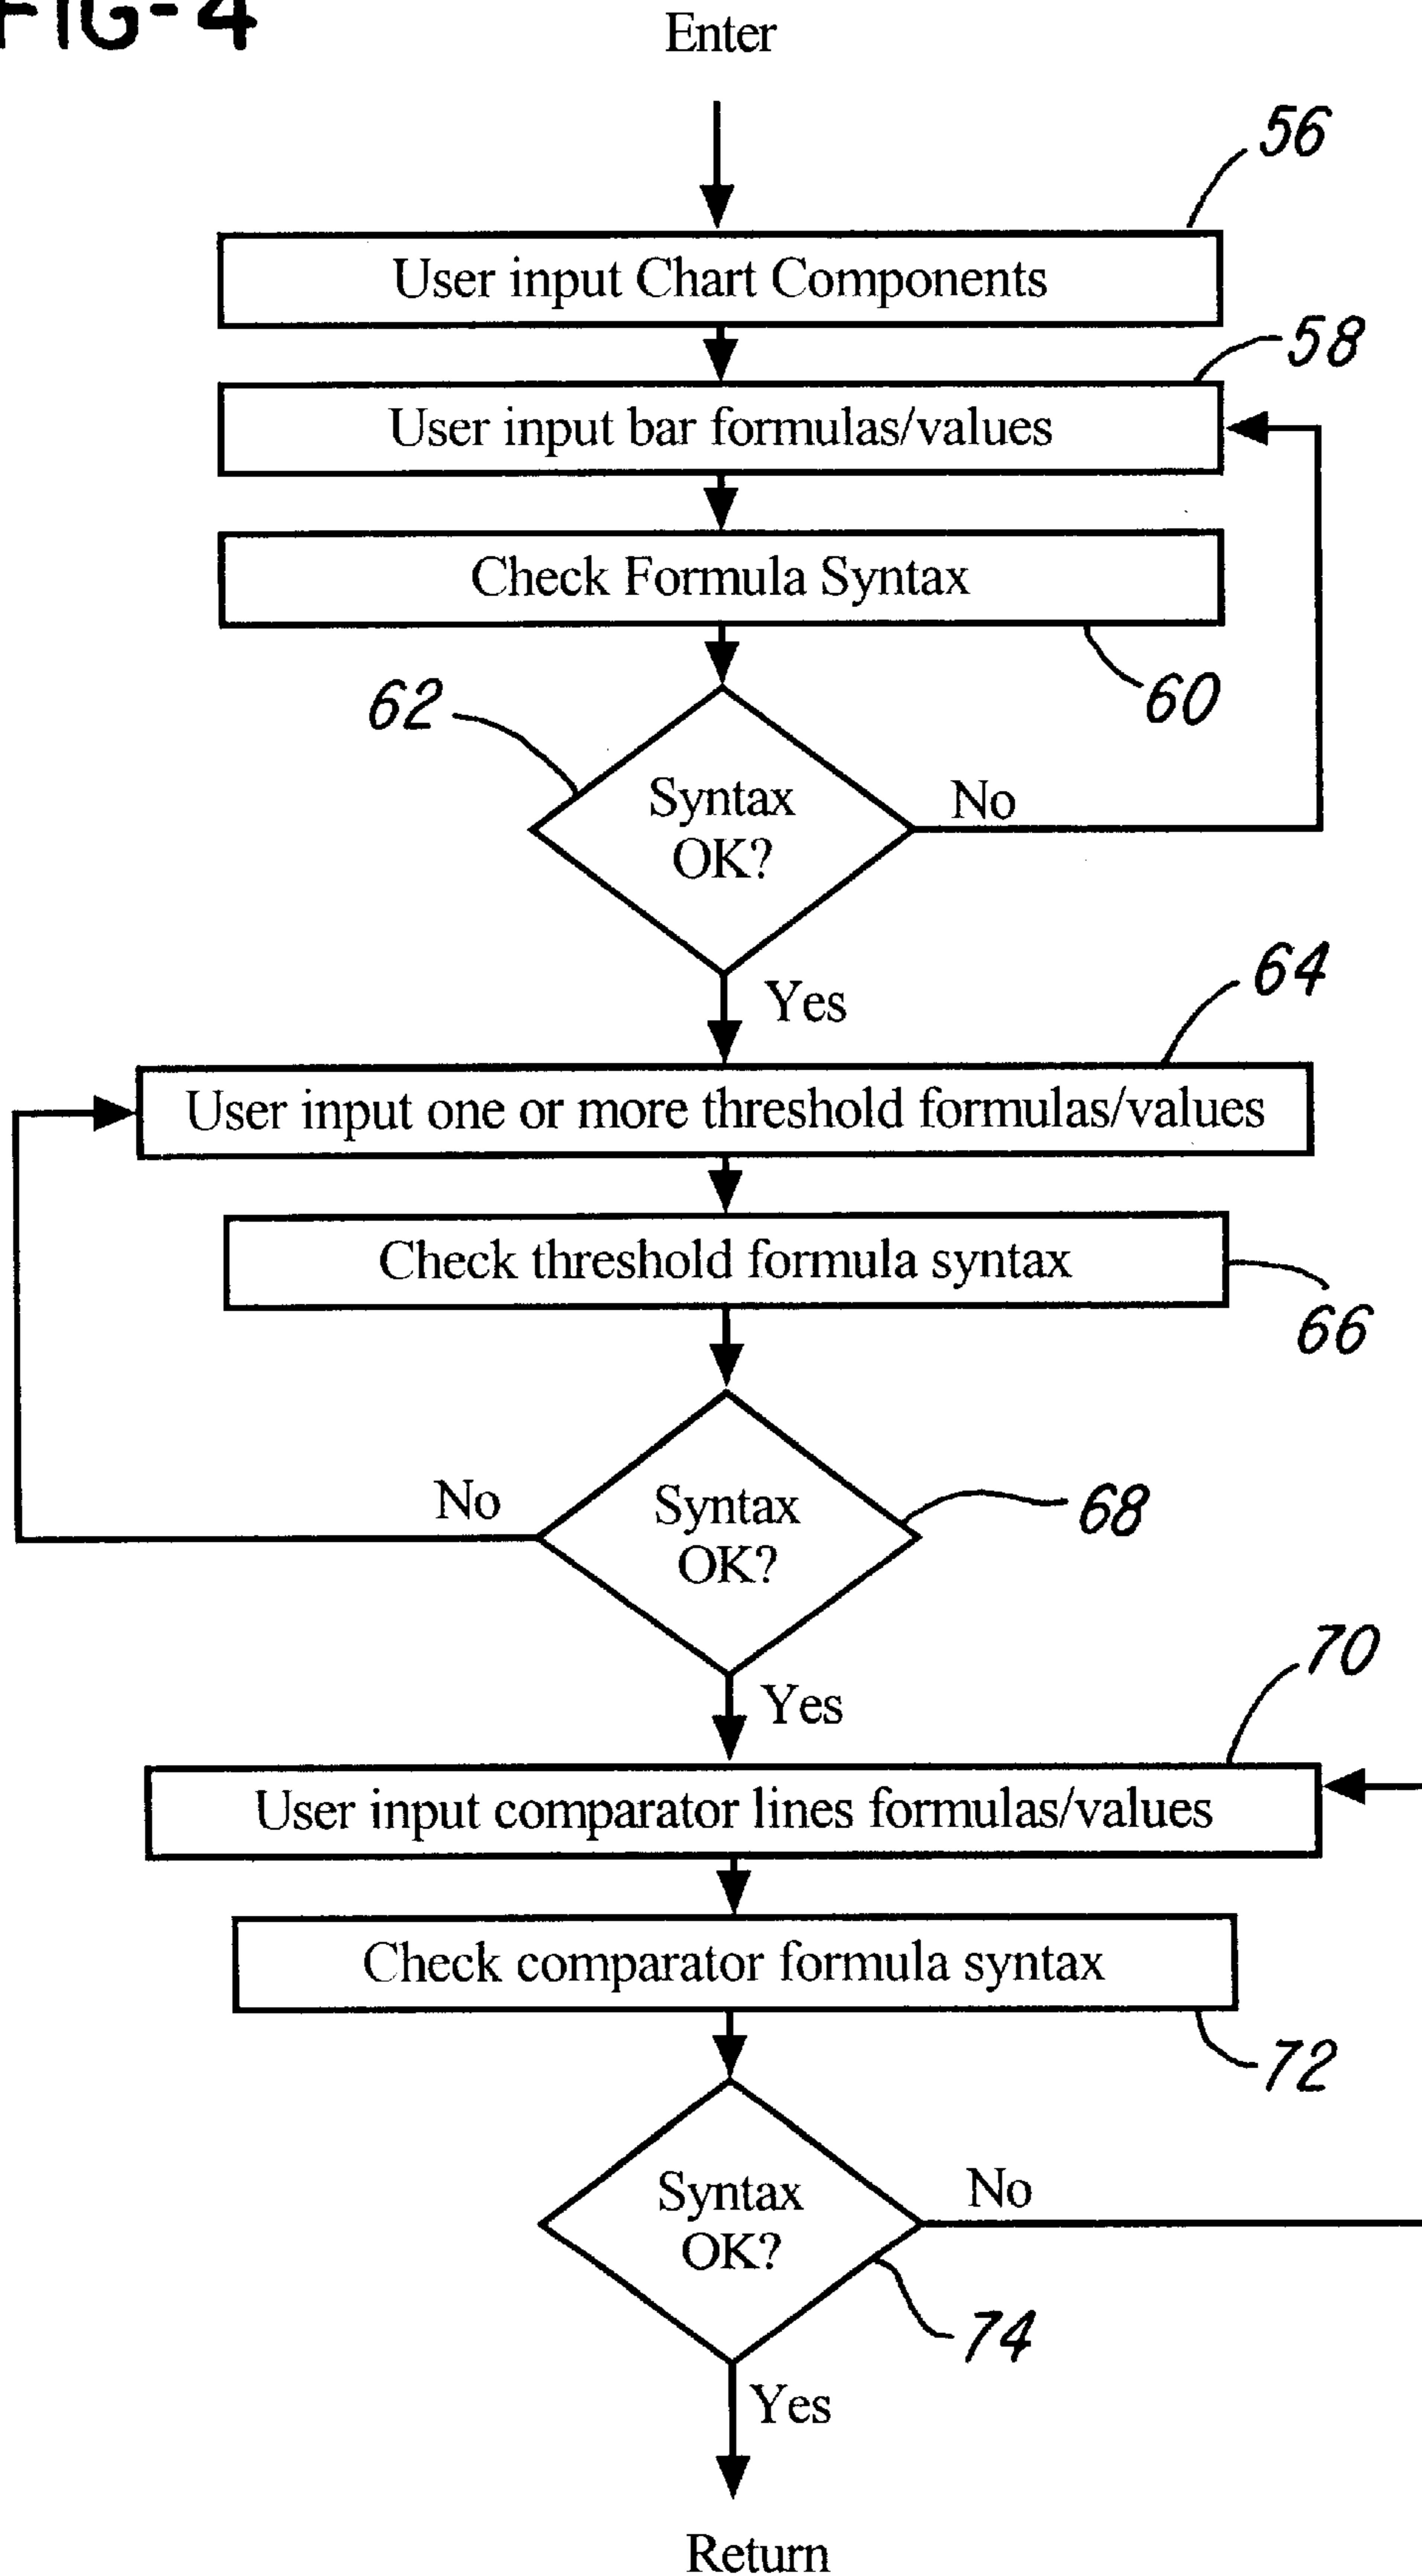 FIG-4
Enter
56
User input Chart Components
58
User input bar formulas/values
Check Formula Syntax
60
62
Syntax
OK?
No
Yes
64
User input one or more threshold formulas/values
Check threshold formula syntax
66
No
Syntax
OK?
68
Yes
70
User input comparator lines formulas/values
Check comparator formula syntax
72
Syntax
OK?
No
74
Yes
Return